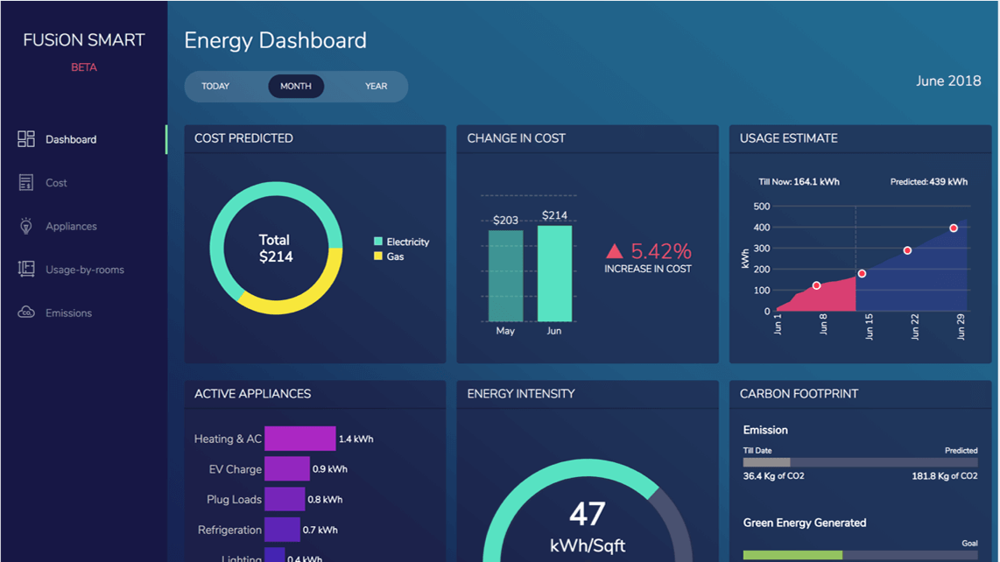 FUSiON SMART
BETA
Dashboard
Cost
Appliances
Usage-by-rooms
Emissions
Energy Dashboard
TODAY MONTH YEAR
June 2018
COST PREDICTED
Total
$214
Electricity
Gas
CHANGE IN COST
$203 $214
May Jun
5.42%
INCREASE IN COST
USAGE ESTIMATE
Till Now: 164.1 kWh Predicted: 439 kWh
500
400
300
200
100
0
kWh
Jun 1 Jun 8 Jun 15 Jun 22 Jun 29
ACTIVE APPLIANCES
Heating & AC 1.4 kWh
EV Charge 0.9 kWh
Plug Loads 0.8 kWh
Refrigeration 0.7 kWh
Lighting 0.4 kWh
ENERGY INTENSITY
47
kWh/Sqft
CARBON FOOTPRINT
Emission
Till Date Predicted
36.4 Kg of CO2 181.8 Kg of CO2
Green Energy Generated
Goal